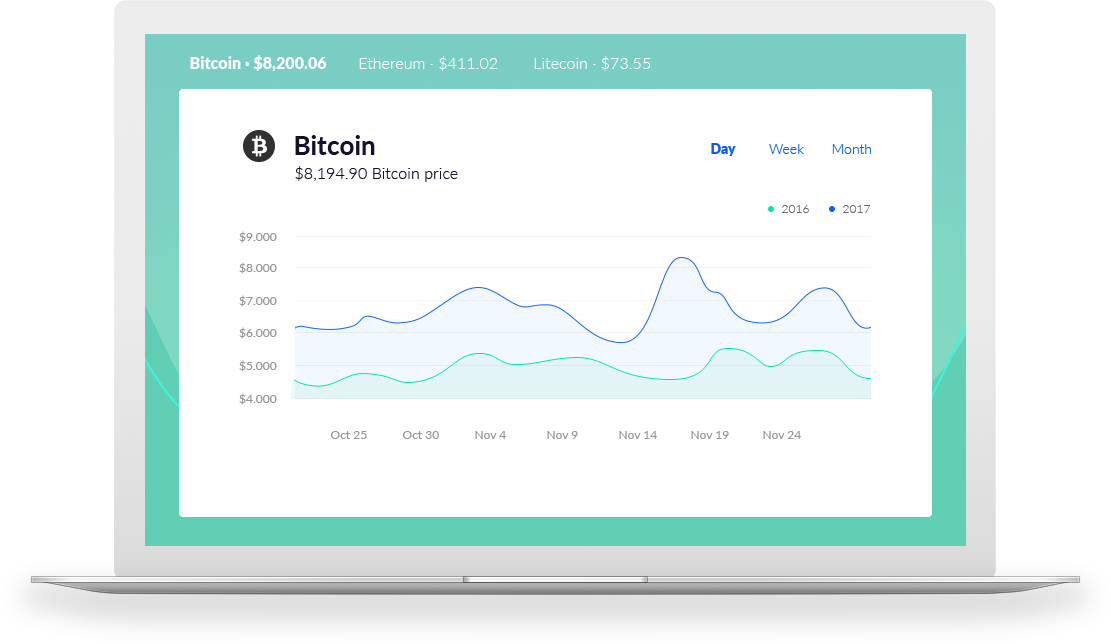 Bitcoin · $8,200.06 Ethereum · $411.02 Litecoin · $73.55
Bitcoin
$8,194.90 Bitcoin price
Day Week Month
2016 2017
$9.000
$8.000
$7.000
$6.000
$5.000
$4.000
Oct 25 Oct 30 Nov 4 Nov 9 Nov 14 Nov 19 Nov 24